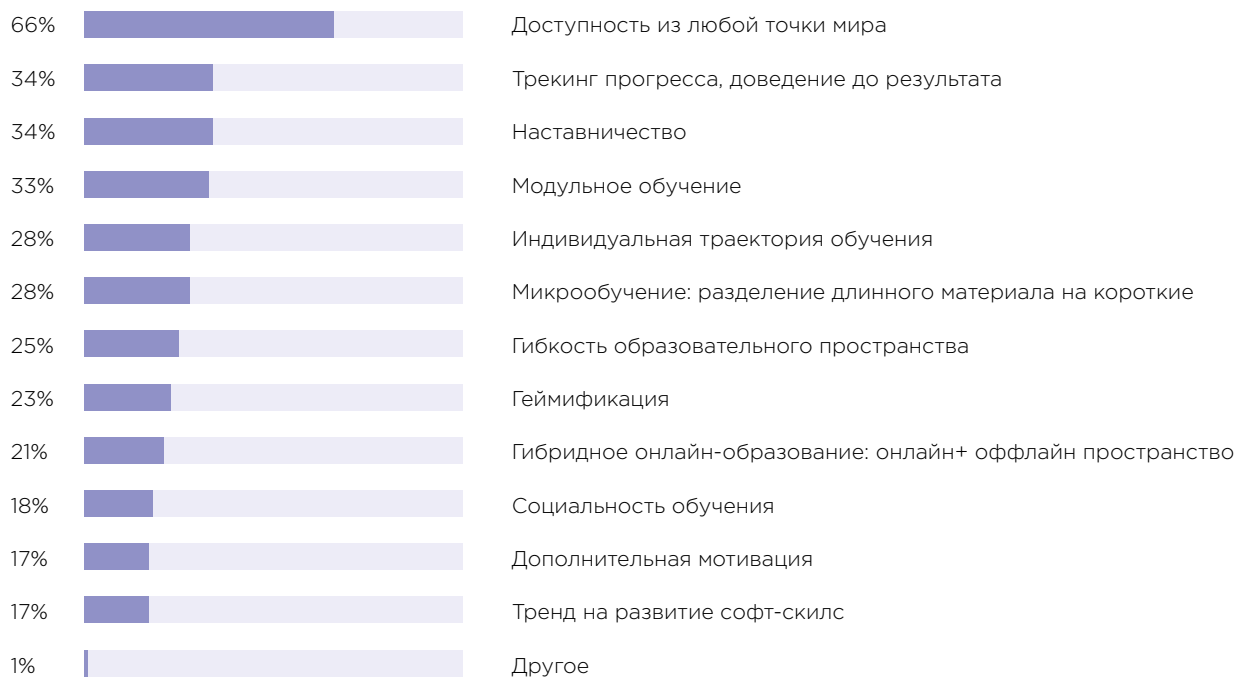 66% Доступность из любой точки мира
34% Трекинг прогресса, доведение до результата
34% Наставничество
33% Модульное обучение
28% Индивидуальная траектория обучения
28% Микрообучение: разделение длинного материала на короткие
25% Гибкость образовательного пространства
23% Геймификация
21% Гибридное онлайн-образование: онлайн+ оффлайн пространство
18% Социальность обучения
17% Дополнительная мотивация
17% Тренд на развитие софт-скилс
1% Другое